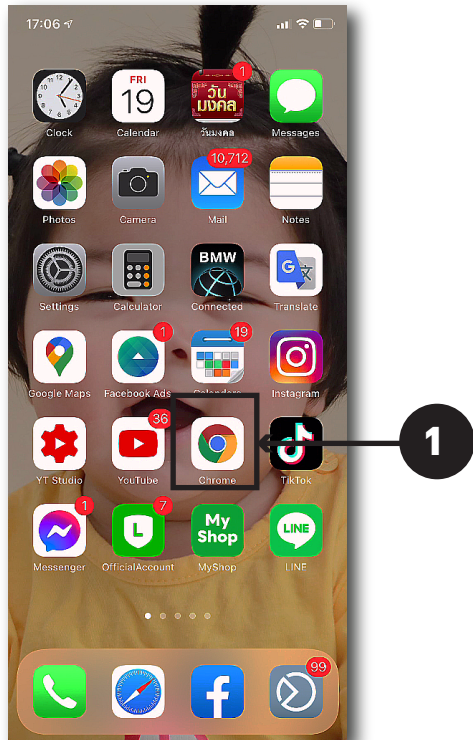 17:06
FRI
19
วัน
มงคล
1
Clock
Calendar
วันมงคล
Messages
10,712
Photos
Camera
Mail
Notes
BMW
Settings
Calculator
Connected
Translate
G
1
19
Google Maps
Facebook Ads
Calendars
Instagram
36
1
YT Studio
YouTube
Chrome
TikTok
1
7
L
My
Shop
LINE
Messenger
OfficialAccount
MyShop
LINE
99